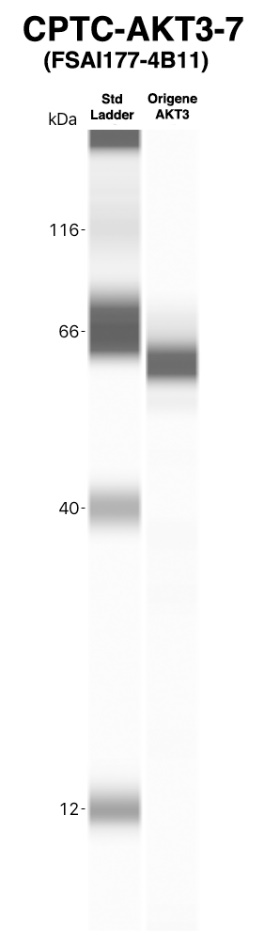 CPTC-AKT3-7
(FSAI177-4B11)
kDa
Std
Ladder
Origene
AKT3
116-
66-
40-
12-